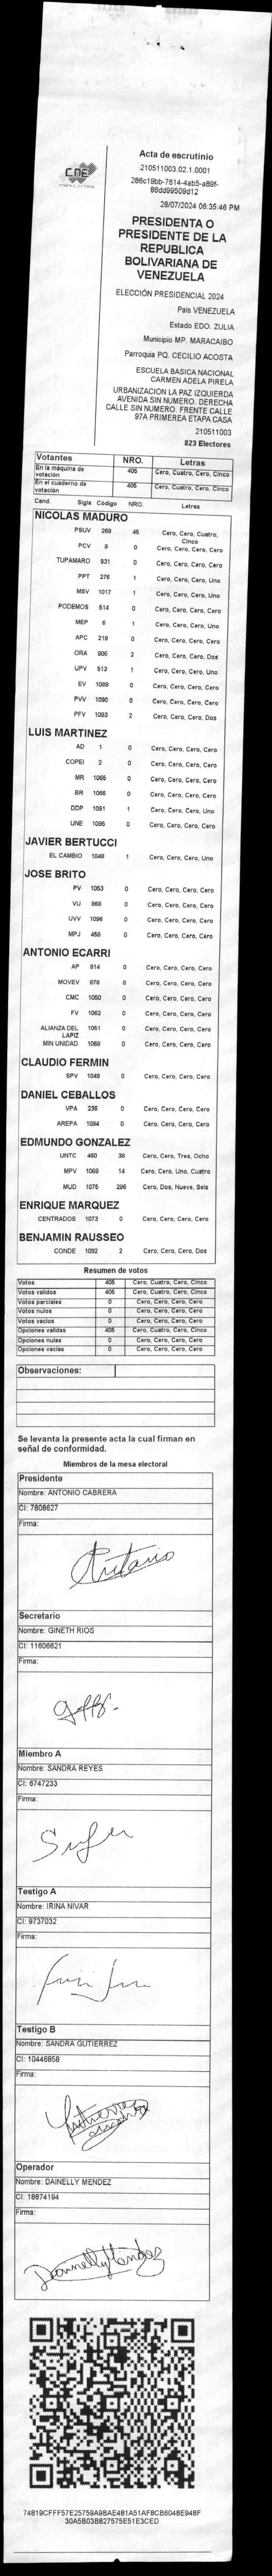 CNE
Acta de escrutinio
210511003.02.1.0001
286c19bb-7614-4ab5-a89f-
86dd99509d12
28/07/2024 06:35:46 PM
PRESIDENTA O
PRESIDENTE DE LA
REPUBLICA
BOLIVARIANA DE
VENEZUELA
ELECCIÓN PRESIDENCIAL 2024
Pais VENEZUELA
Estado EDO. ZULIA
Municipio MP. MARACAIBO
Parroquia PQ. CECILIO ACOSTA
ESCUELA BASICA NACIONAL
CARMEN ADELA PIRELA
URBANIZACION LA PAZ IZQUIERDA
AVENIDA SIN NUMERO. DERECHA
CALLE SIN NUMERO. FRENTE CALLE
97A PRIMEREA ETAPA CASA
210511003
823 Electores
Votantes NRO. Letras
En la máquina de votación 405 Cero, Cuatro, Cero, Cinco
En el cuaderno de votación 405 Cero, Cuatro, Cero, Cinco
Cand. Sigla Código NRO. Letras
NICOLAS MADURO
PSUV 269 45 Cero, Cero, Cuatro, Cinco
PCV 9 0 Cero, Cero, Cero, Cero
TUPAMARO 931 0 Cero, Cero, Cero, Cero
PPT 276 1 Cero, Cero, Cero, Uno
MSV 1017 1 Cero, Cero, Cero, Uno
PODEMOS 514 0 Cero, Cero, Cero, Cero
MEP 6 1 Cero, Cero, Cero, Uno
APC 219 0 Cero, Cero, Cero, Cero
ORA 906 2 Cero, Cero, Cero, Dos
UPV 513 1 Cero, Cero, Cero, Uno
EV 1089 0 Cero, Cero, Cero, Cero
PVV 1090 0 Cero, Cero, Cero, Cero
PFV 1093 2 Cero, Cero, Cero, Dos
LUIS MARTINEZ
AD 1 0 Cero, Cero, Cero, Cero
COPEI 2 0 Cero, Cero, Cero, Cero
MR 1065 0 Cero, Cero, Cero, Cero
BR 1066 0 Cero, Cero, Cero, Cero
DDP 1091 1 Cero, Cero, Cero, Uno
UNE 1095 0 Cero, Cero, Cero, Cero
JAVIER BERTUCCI
EL CAMBIO 1048 1 Cero, Cero, Cero, Uno
JOSE BRITO
PV 1053 0 Cero, Cero, Cero, Cero
VU 868 0 Cero, Cero, Cero, Cero
UVV 1096 0 Cero, Cero, Cero, Cero
MPJ 458 0 Cero, Cero, Cero, Cero
ANTONIO ECARRI
AP 814 0 Cero, Cero, Cero, Cero
MOVEV 878 0 Cero, Cero, Cero, Cero
CMC 1050 0 Cero, Cero, Cero, Cero
FV 1062 0 Cero, Cero, Cero, Cero
ALIANZA DEL LAPIZ 1051 0 Cero, Cero, Cero, Cero
MIN UNIDAD 1068 0 Cero, Cero, Cero, Cero
CLAUDIO FERMIN
SPV 1049 0 Cero, Cero, Cero, Cero
DANIEL CEBALLOS
VPA 235 0 Cero, Cero, Cero, Cero
AREPA 1094 0 Cero, Cero, Cero, Cero
EDMUNDO GONZALEZ
UNTC 460 38 Cero, Cero, Tres, Ocho
MPV 1069 14 Cero, Cero, Uno, Cuatro
MUD 1075 296 Cero, Dos, Nueve, Seis
ENRIQUE MARQUEZ
CENTRADOS 1073 0 Cero, Cero, Cero, Cero
BENJAMIN RAUSSEO
CONDE 1092 2 Cero, Cero, Cero, Dos
Resumen de votos
Votos 405 Cero, Cuatro, Cero, Cinco
Votos validos 405 Cero, Cuatro, Cero, Cinco
Votos parciales 0 Cero, Cero, Cero, Cero
Votos nulos 0 Cero, Cero, Cero, Cero
Votos vacios 0 Cero, Cero, Cero, Cero
Opciones validas 405 Cero, Cuatro, Cero, Cinco
Opciones nulas 0 Cero, Cero, Cero, Cero
Opciones vacias 0 Cero, Cero, Cero, Cero
Observaciones:
Se levanta la presente acta la cual firman en
señal de conformidad.
Miembros de la mesa electoral
Presidente
Nombre: ANTONIO CABRERA
CI: 7808627
Firma:
Antonio
Secretario
Nombre: GINETH RIOS
CI: 11606621
Firma:
Miembro A
Nombre: SANDRA REYES
CI: 6747233
Firma:
Testigo A
Nombre: IRINA NIVAR
CI: 9737032
Firma:
Testigo B
Nombre: SANDRA GUTIERREZ
CI: 10446858
Firma:
Operador
Nombre: DAINELLY MENDEZ
CI: 18874194
Firma:
74819CFFF57E25759A9BAE481A51AF8CB6048E948F
30A5B03B827575E51E3CED